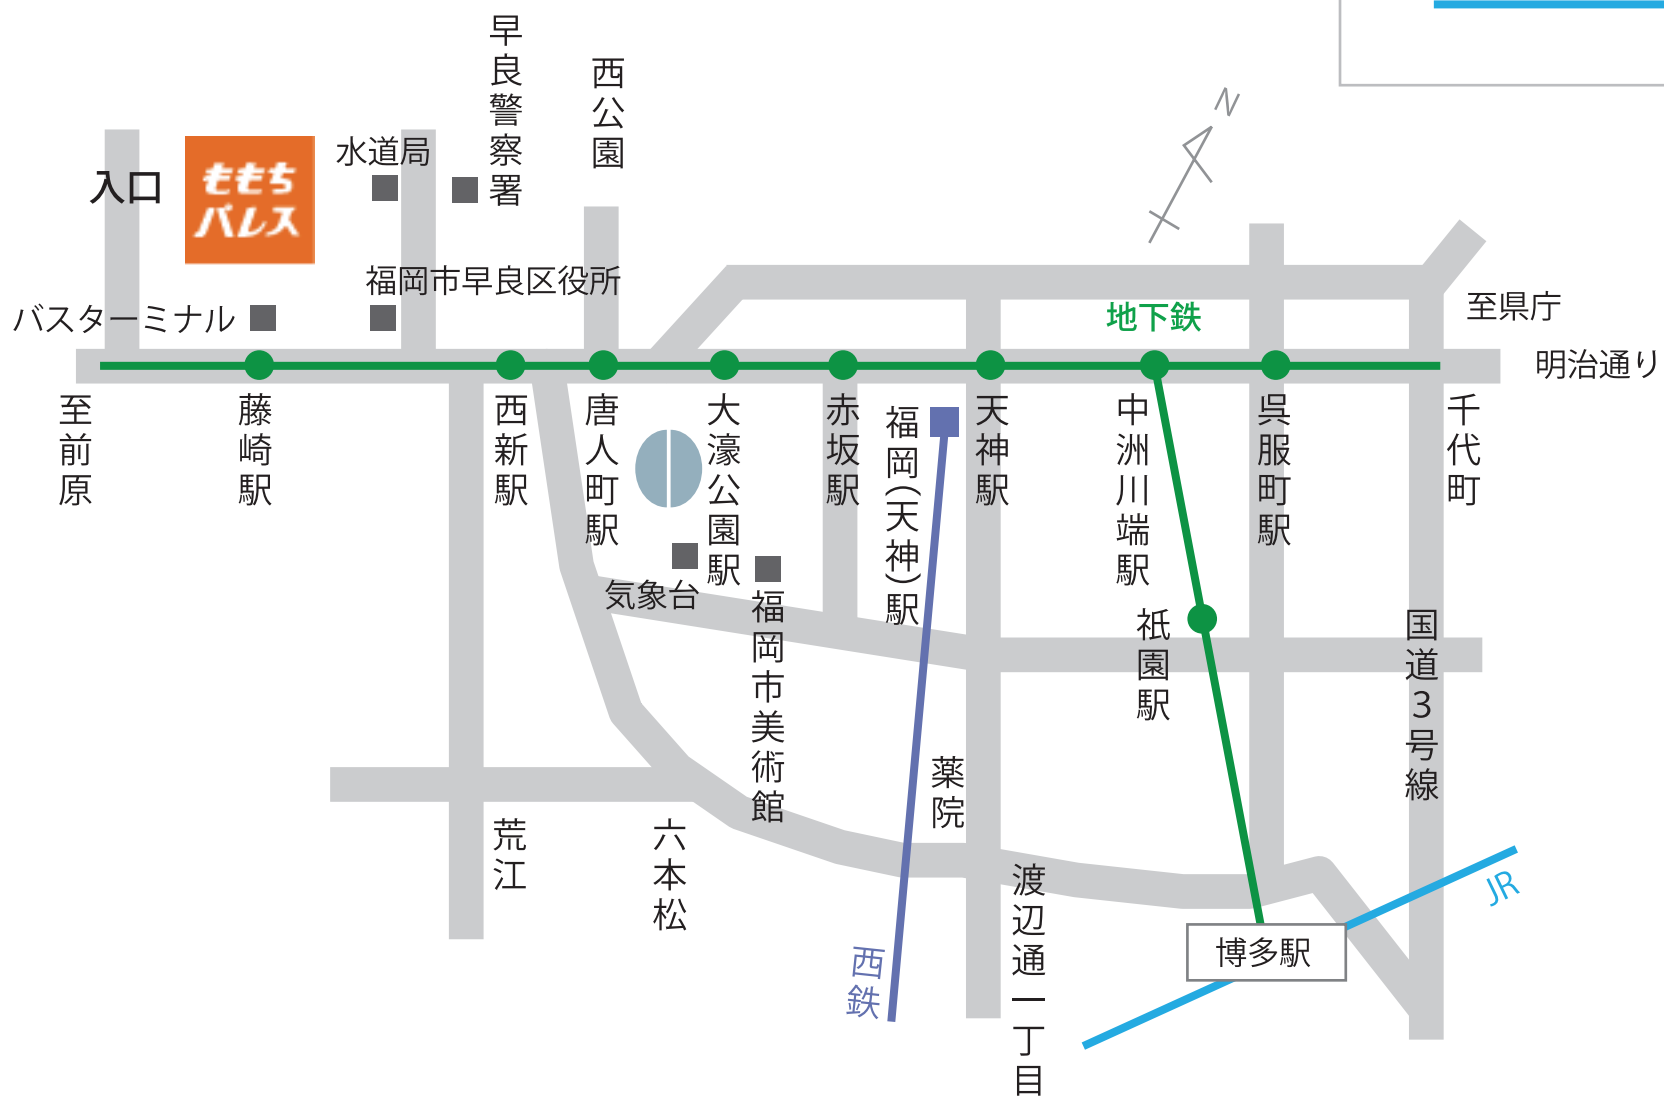 早良警察署
西公園
N
水道局
入口
ももち
パレス
福岡市早良区役所
バスターミナル
地下鉄
至県庁
明治通り
至前原
藤崎駅
西新駅
唐人町駅
大濠公園駅
赤坂駅
福岡(天神)駅
天神駅
中洲川端駅
呉服町駅
千代町
気象台
福岡市美術館
祇園駅
国道3号線
薬院
荒江
六本松
渡辺通一丁目
西鉄
JR
博多駅